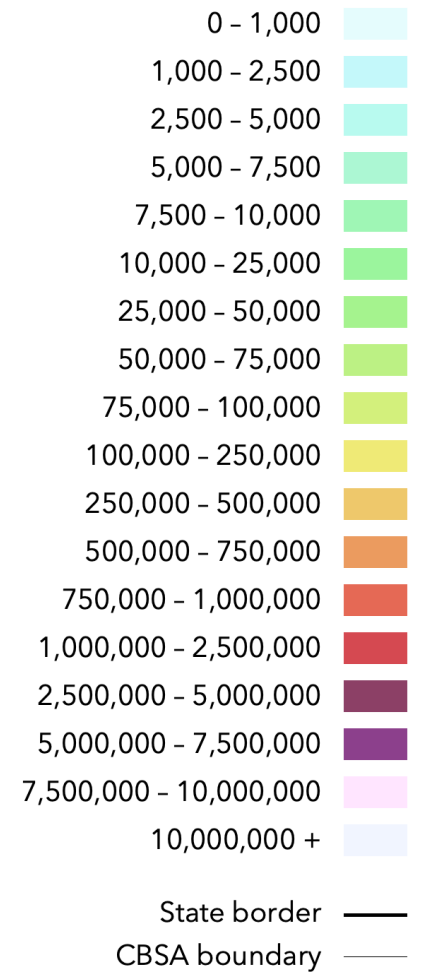 0 – 1,000
1,000 – 2,500
2,500 – 5,000
5,000 – 7,500
7,500 – 10,000
10,000 – 25,000
25,000 – 50,000
50,000 – 75,000
75,000 – 100,000
100,000 – 250,000
250,000 – 500,000
500,000 – 750,000
750,000 – 1,000,000
1,000,000 – 2,500,000
2,500,000 – 5,000,000
5,000,000 – 7,500,000
7,500,000 – 10,000,000
10,000,000 +
State border
CBSA boundary